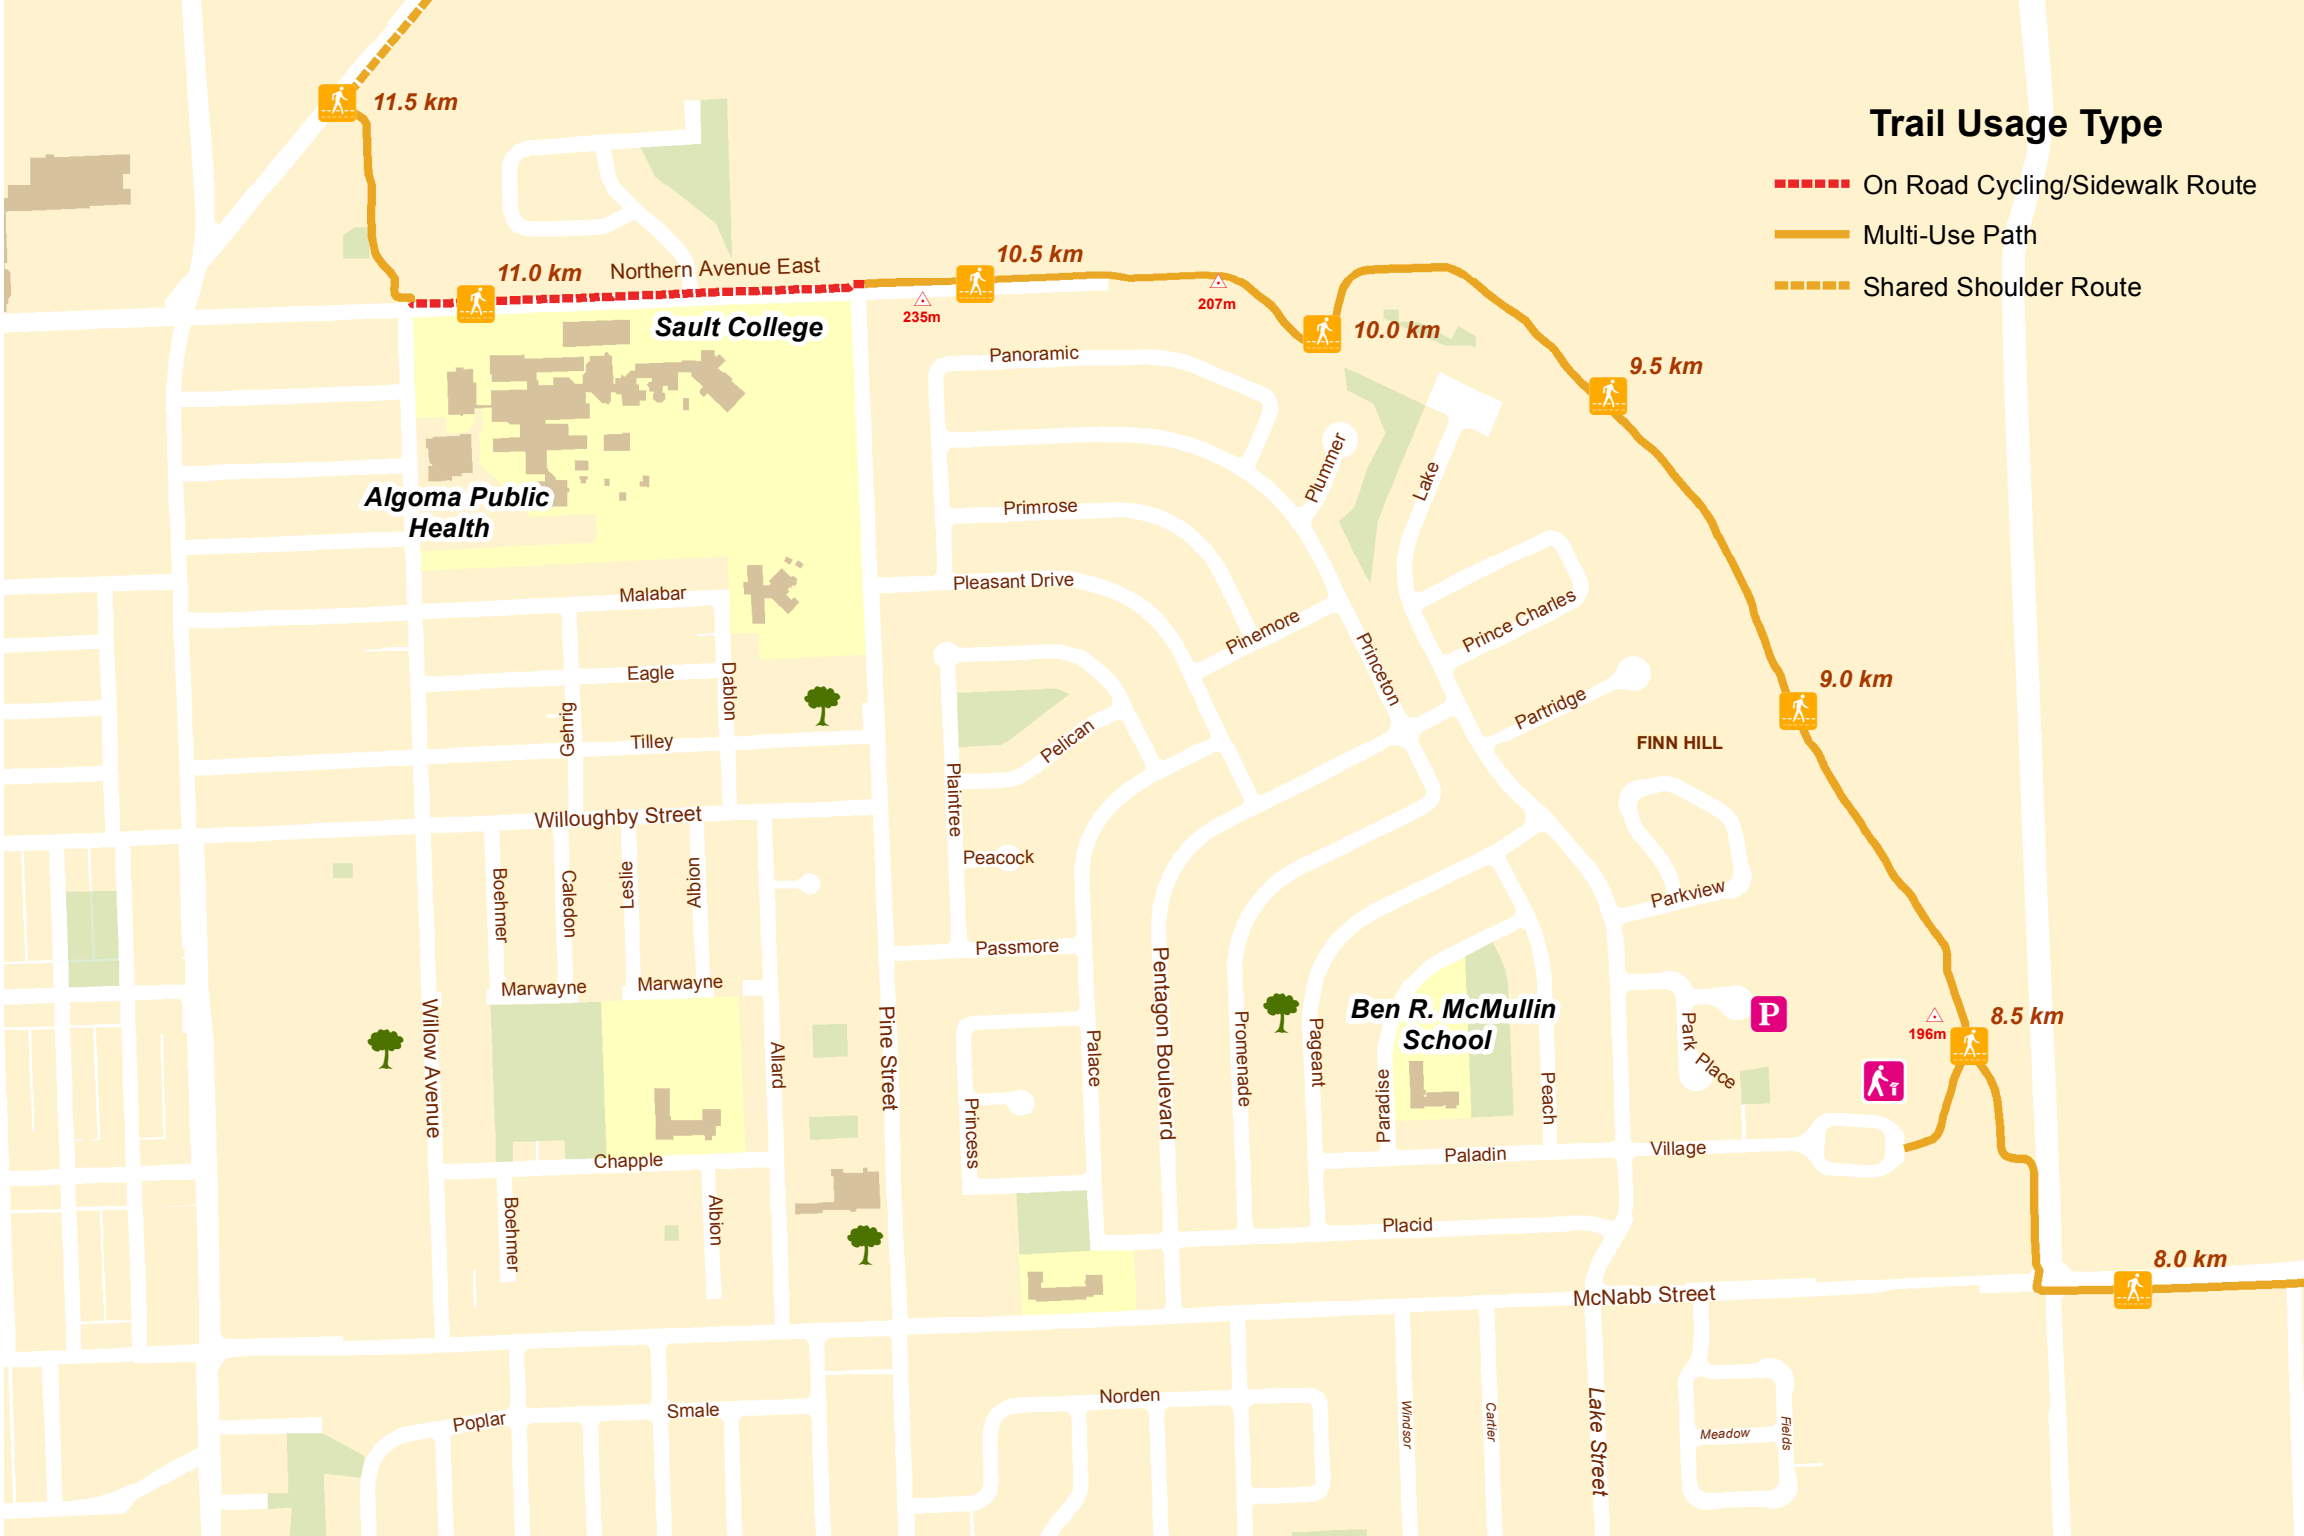 11.5 km
Trail Usage Type
On Road Cycling/Sidewalk Route
Multi-Use Path
Shared Shoulder Route
11.0 km
Northern Avenue East
10.5 km
235m
207m
10.0 km
9.5 km
Sault College
Panoramic
Plummer
Lake
Algoma Public
Health
Primrose
Pleasant Drive
Malabar
Pinemore
Prince Charles
Princeton
Eagle
Dablon
Gehrig
Tilley
Pelican
Partridge
9.0 km
FINN HILL
Plaintree
Willoughby Street
Peacock
Boehmer
Caledon
Leslie
Albion
Parkview
Passmore
Marwayne
Marwayne
Willow Avenue
Allard
Pine Street
Princess
Palace
Pentagon Boulevard
Promenade
Pageant
Ben R. McMullin
School
Paradise
Peach
Park Place
P
196m
8.5 km
Chapple
Paladin
Village
Boehmer
Albion
Placid
8.0 km
McNabb Street
Poplar
Smale
Norden
Windsor
Cartier
Lake Street
Meadow
Fields